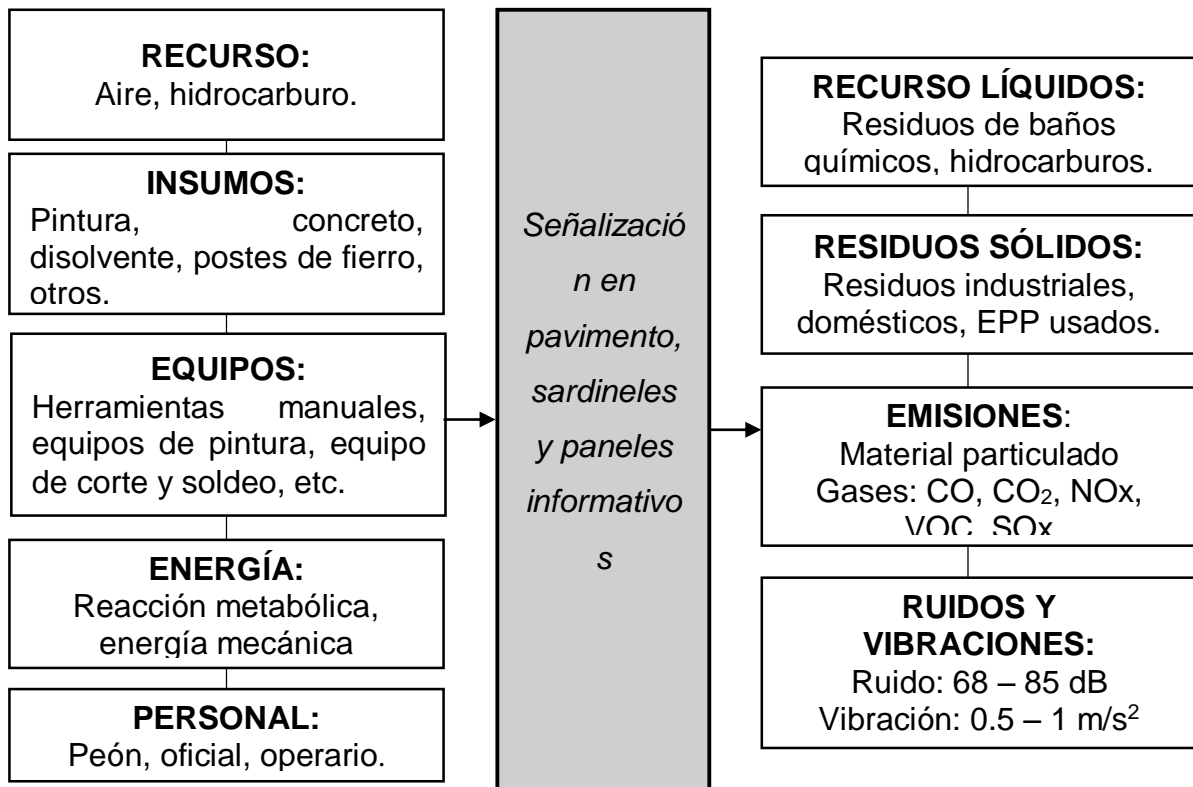 RECURSO:
Aire, hidrocarburo.
INSUMOS:
Pintura, concreto,
disolvente, postes de fierro,
otros.
EQUIPOS:
Herramientas manuales,
equipos de pintura, equipo
de corte y soldeo, etc.
ENERGÍA:
Reacción metabólica,
energía mecánica
PERSONAL:
Peón, oficial, operario.
Señalizació
n en
pavimento,
sardineles
y paneles
informativo
s
RECURSO LÍQUIDOS:
Residuos de baños
químicos, hidrocarburos.
RESIDUOS SÓLIDOS:
Residuos industriales,
domésticos, EPP usados.
EMISIONES:
Material particulado
Gases: CO, CO₂, NOx,
VOC, SOx
RUIDOS Y
VIBRACIONES:
Ruido: 68 – 85 dB
Vibración: 0.5 – 1 m/s²